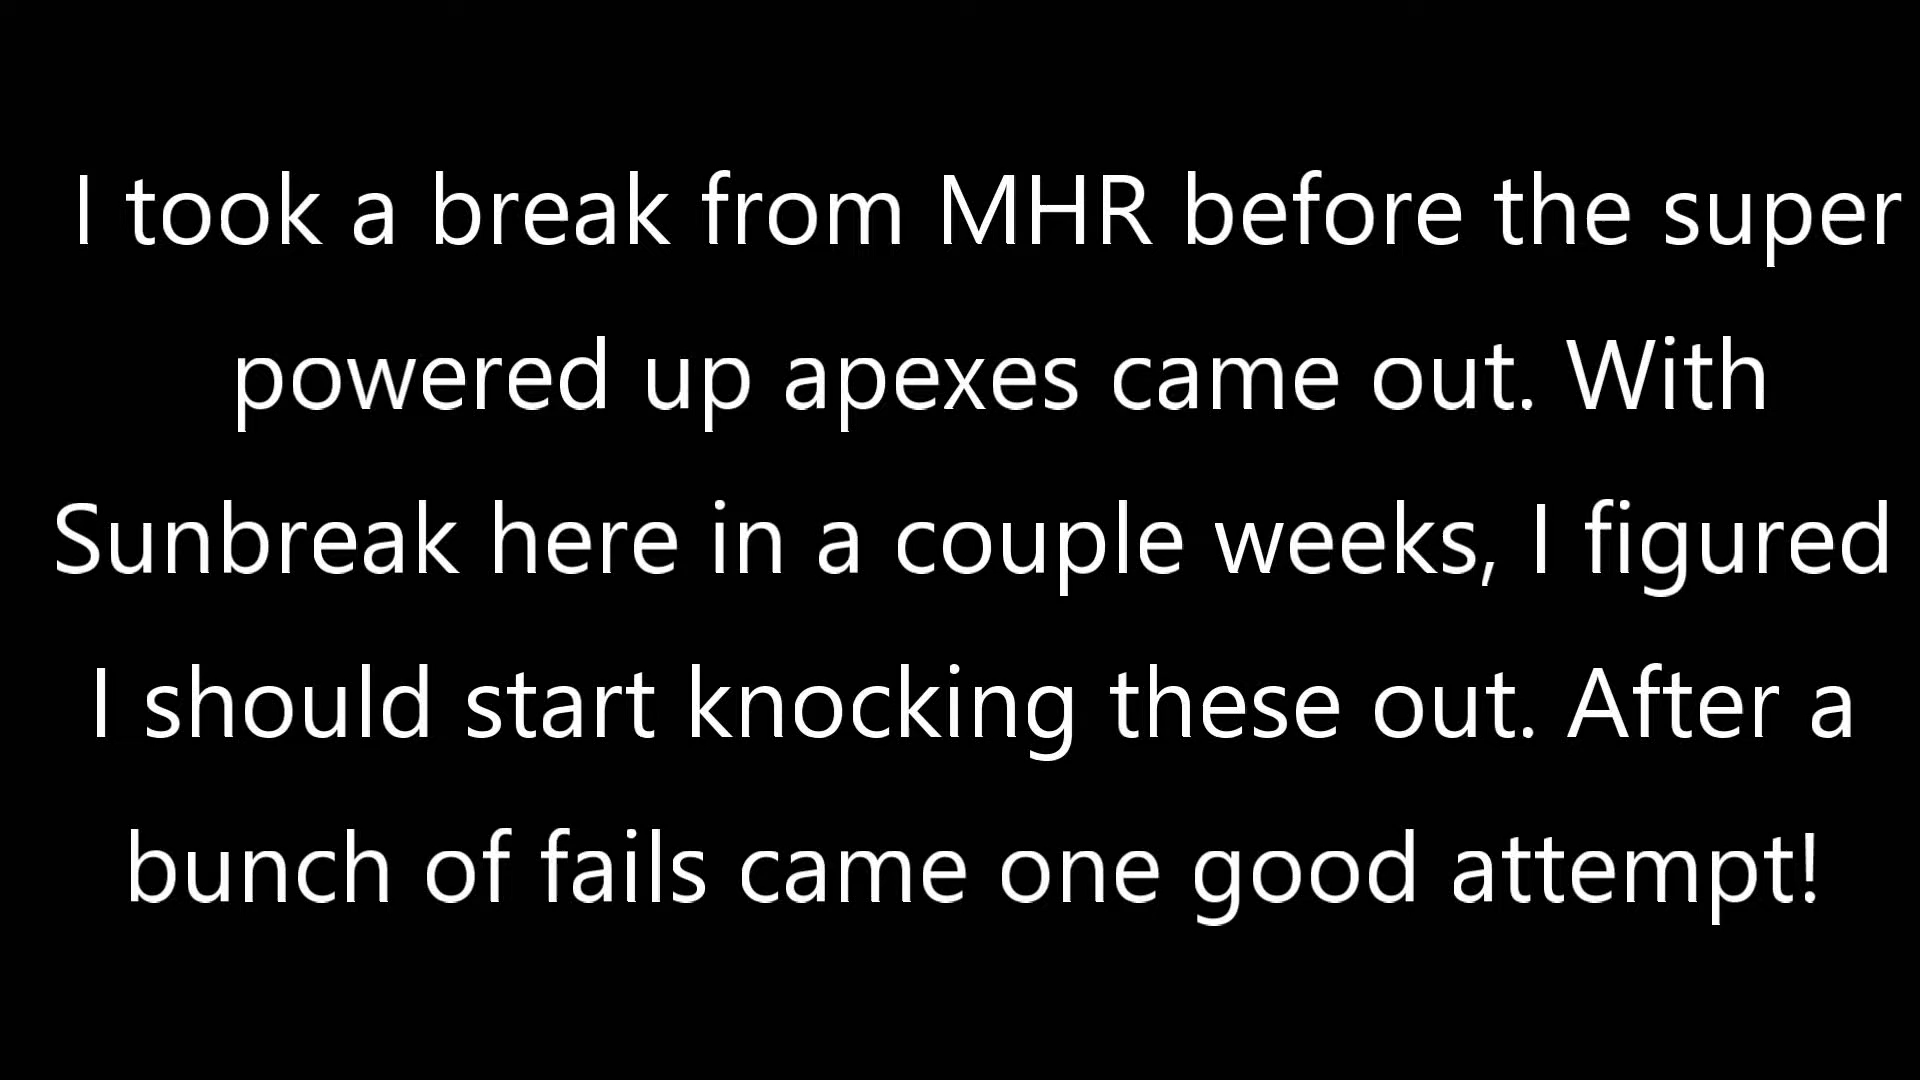 I took a break from MHR before the super
powered up apexes came out. With
Sunbreak here in a couple weeks, I figured
I should start knocking these out. After a
bunch of fails came one good attempt!